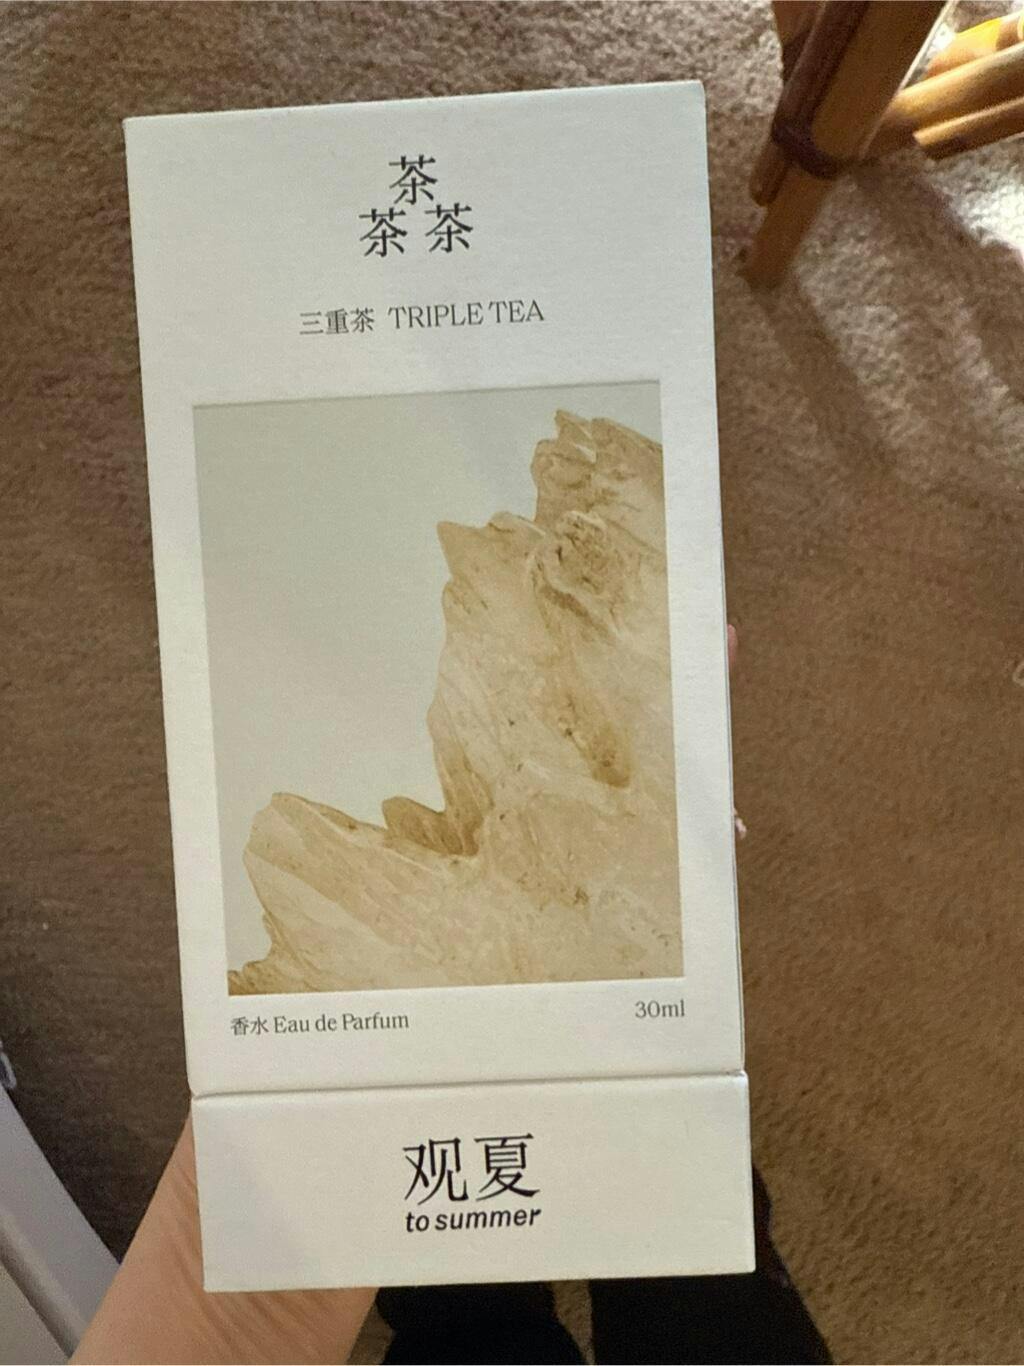 茶
茶 茶
三重茶 TRIPLE TEA
香水 Eau de Parfum 30ml
观夏
to summer